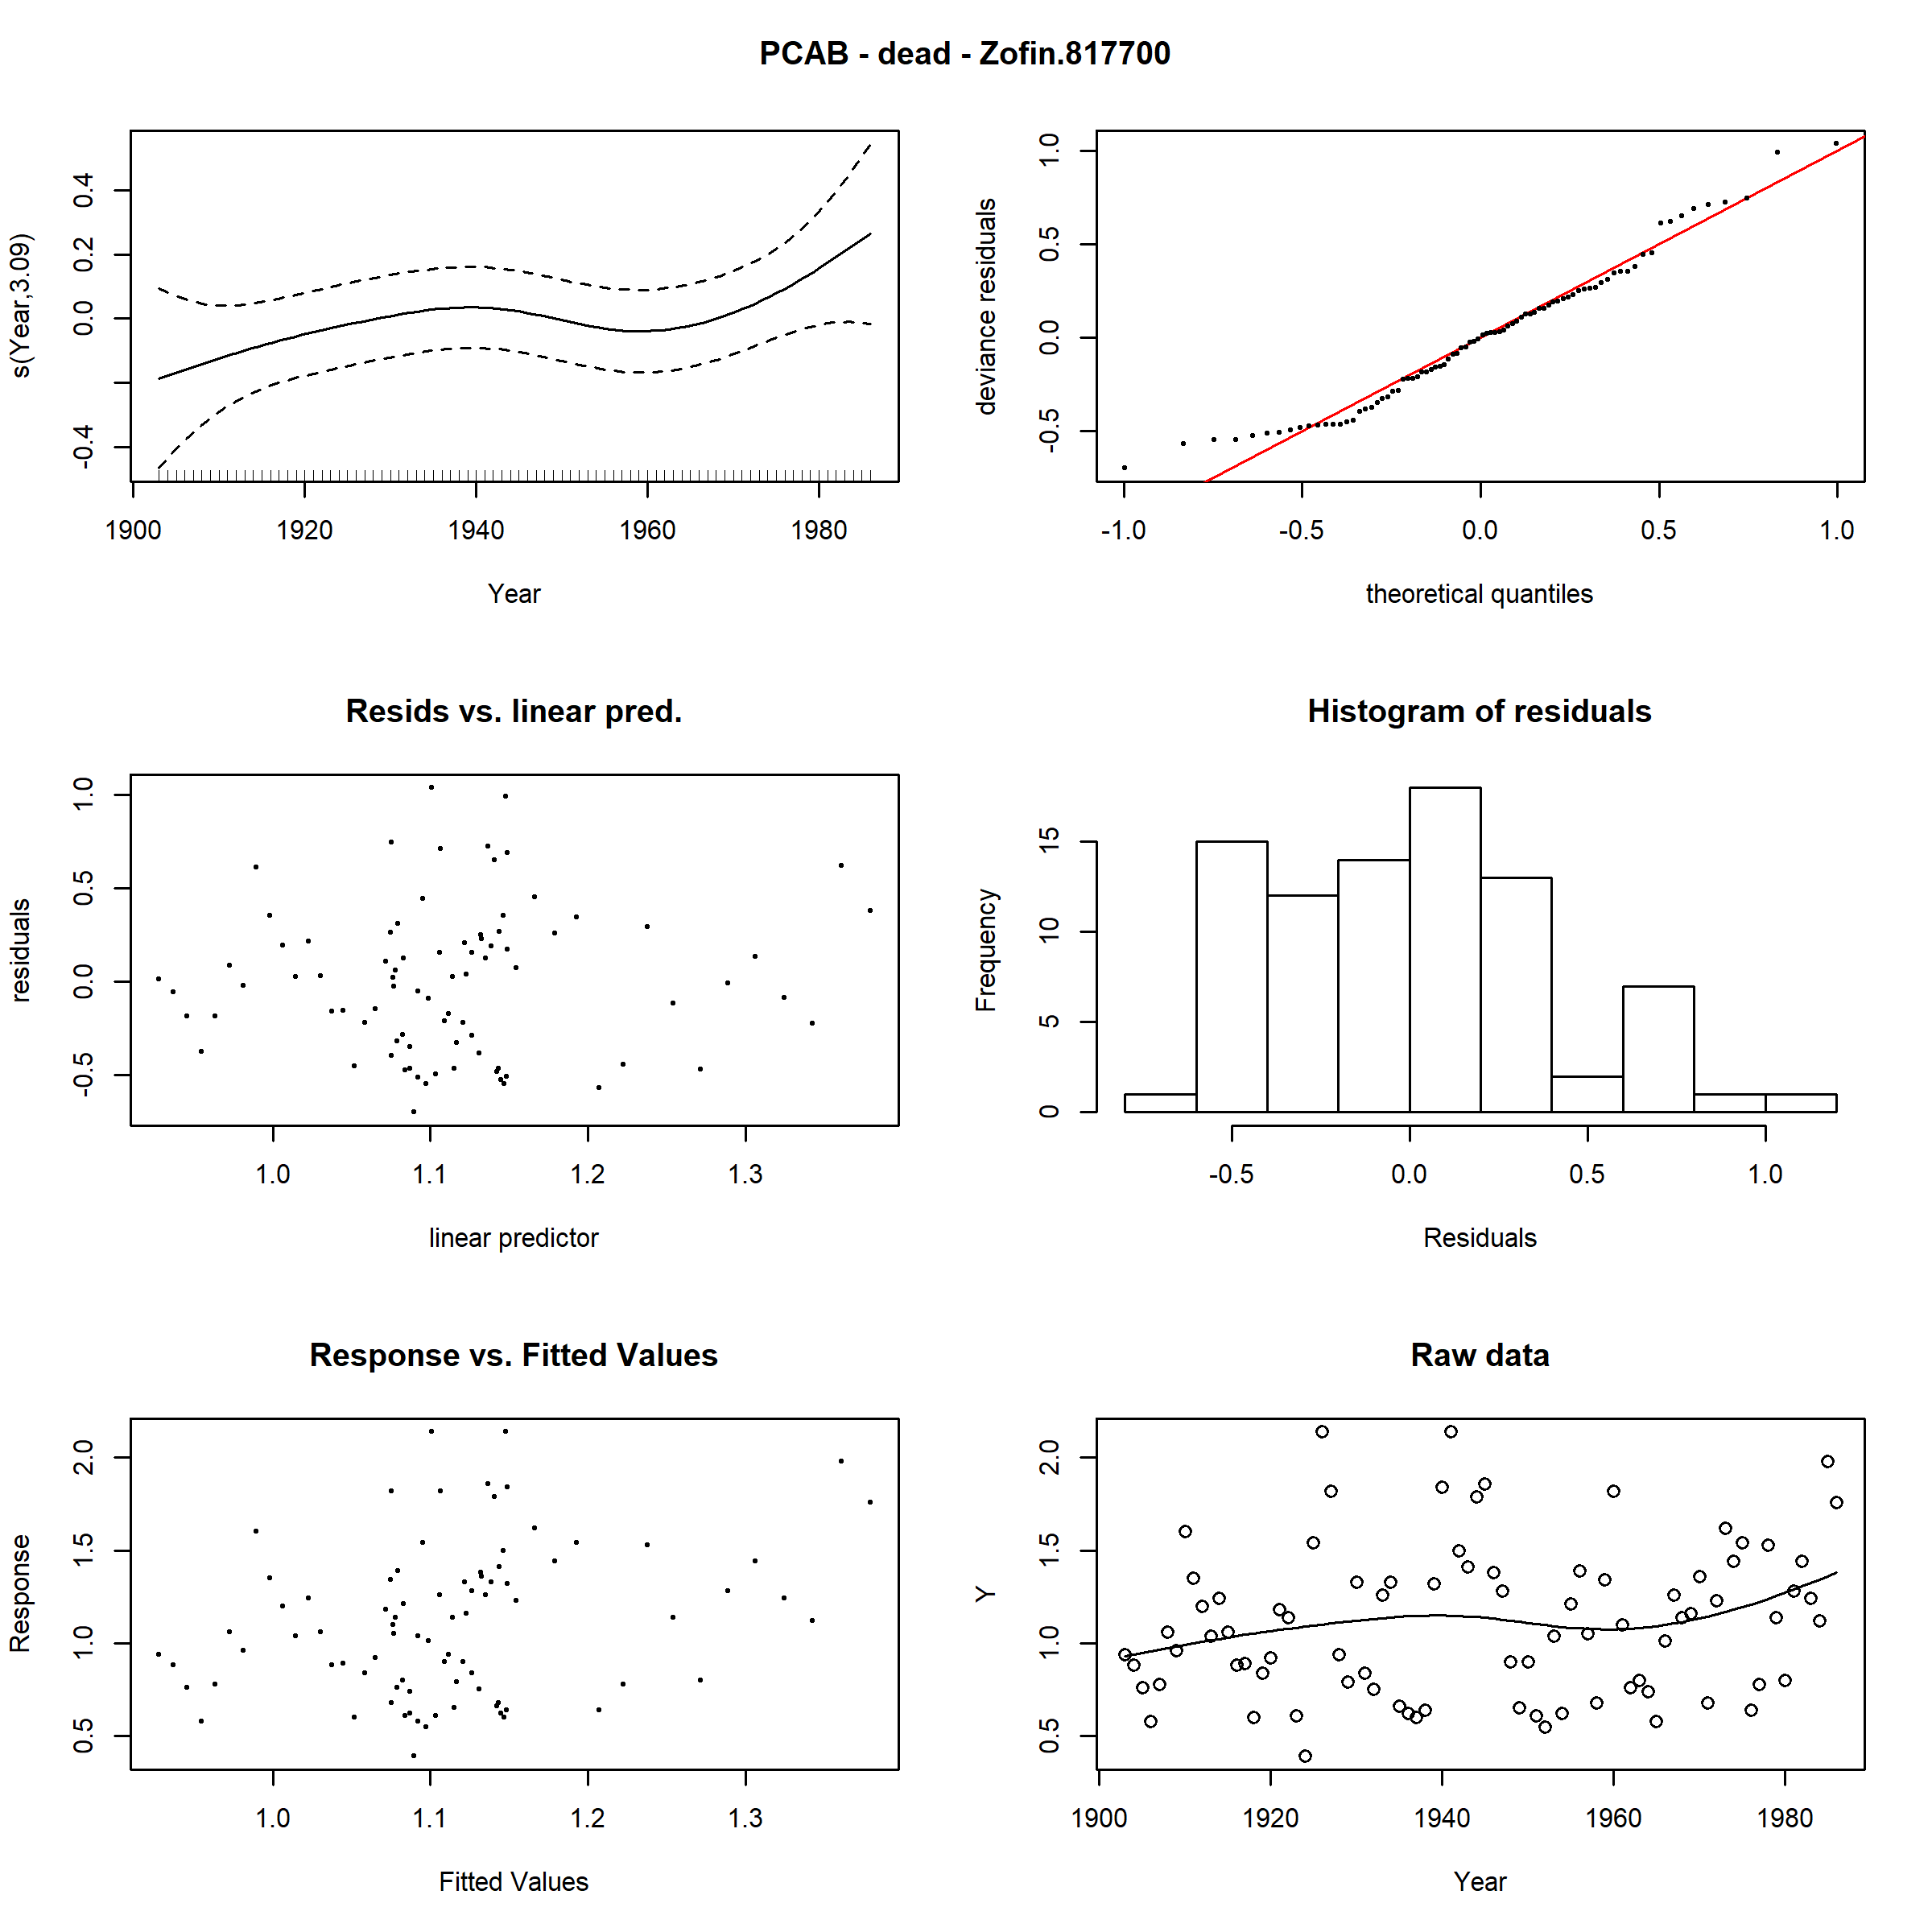 PCAB - dead - Zofin.817700
s(Year,3.09)
-0.4 0.0 0.2 0.4
1900 1920 1940 1960 1980
Year
deviance residuals
-0.5 0.0 0.5 1.0
-1.0 -0.5 0.0 0.5 1.0
theoretical quantiles
Resids vs. linear pred.
residuals
-0.5 0.0 0.5 1.0
1.0 1.1 1.2 1.3
linear predictor
Histogram of residuals
Frequency
0 5 10 15
-0.5 0.0 0.5 1.0
Residuals
Response vs. Fitted Values
Response
0.5 1.0 1.5 2.0
1.0 1.1 1.2 1.3
Fitted Values
Raw data
Y
0.5 1.0 1.5 2.0
1900 1920 1940 1960 1980
Year